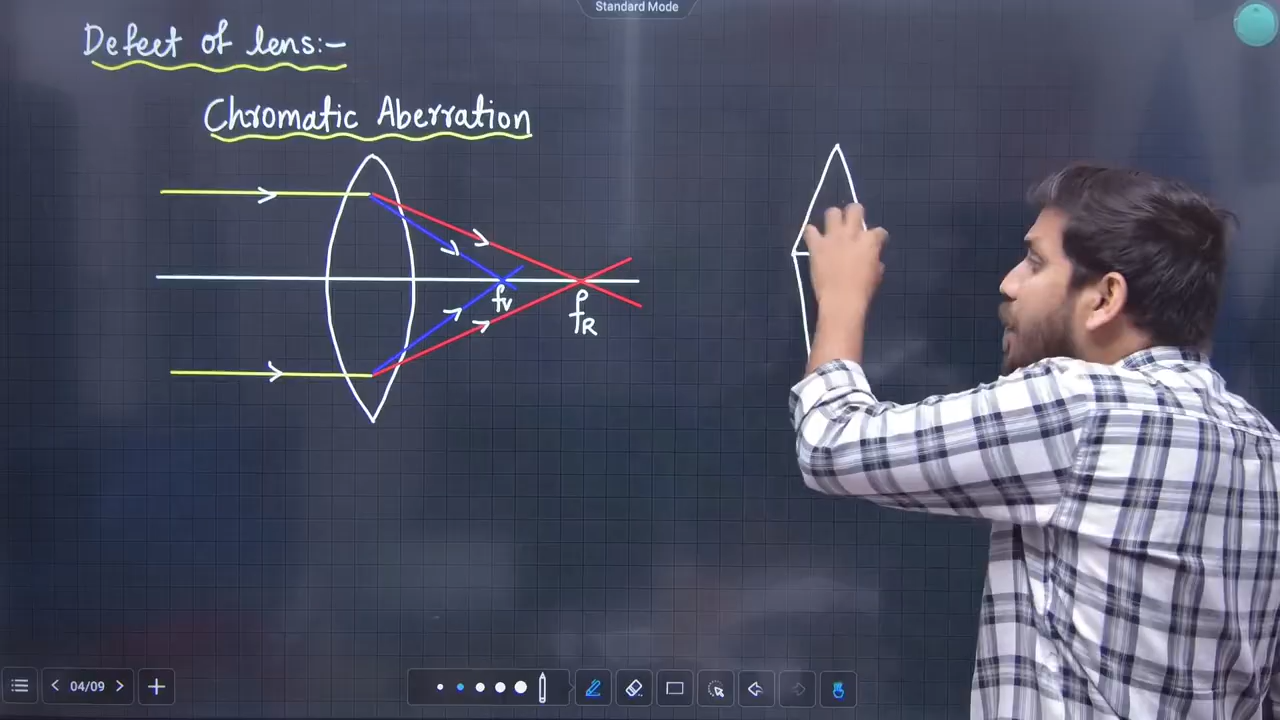 Standard Mode
Defect of lens:-
Chromatic Aberration
fv
fR
04/09